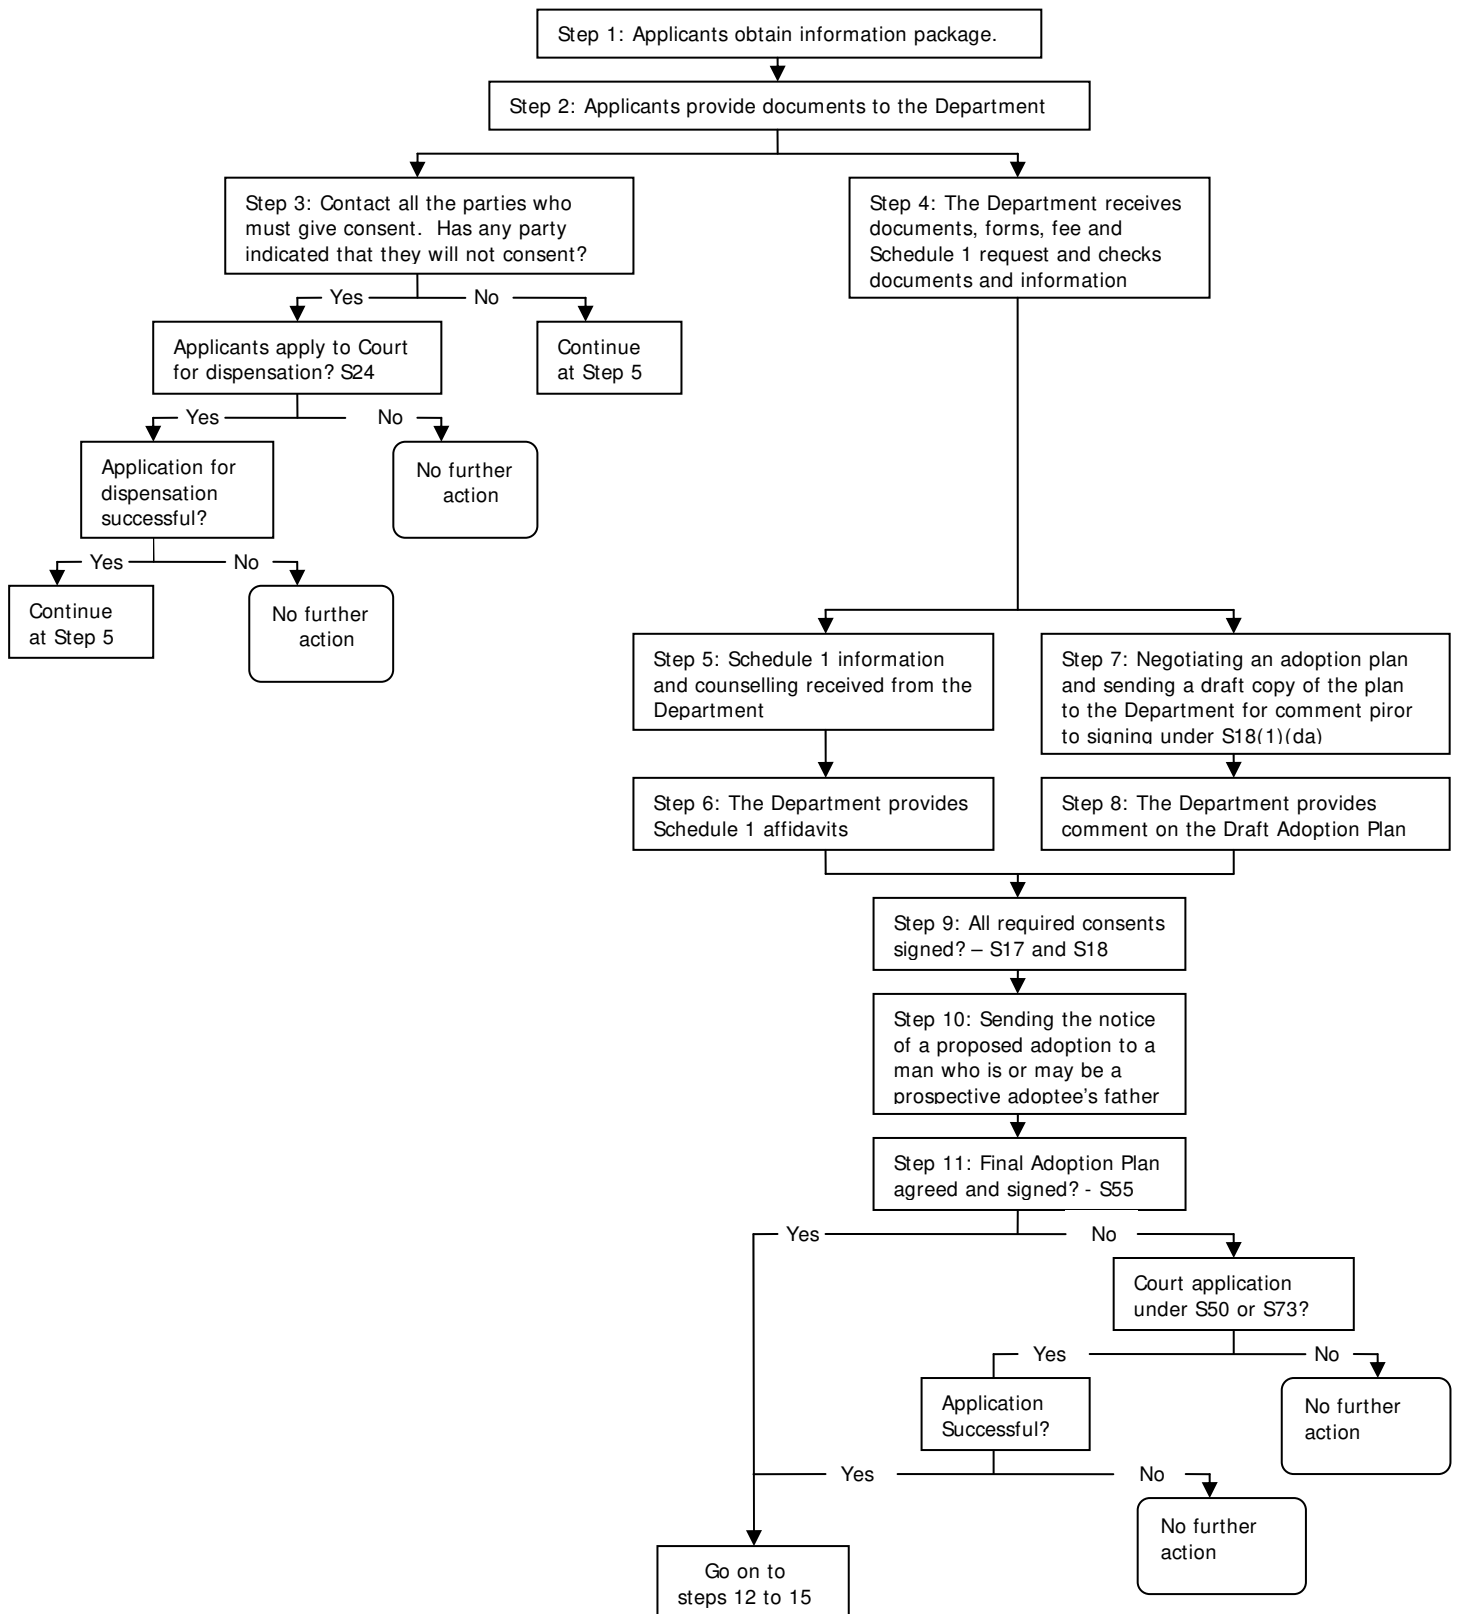 Step 1: Applicants obtain information package.
Step 2: Applicants provide documents to the Department
Step 3: Contact all the parties who
must give consent.  Has any party
indicated that they will not consent?
Step 4: The Department receives
documents, forms, fee and
Schedule 1 request and checks
documents and information
Yes
No
Applicants apply to Court
for dispensation? S24
Continue
at Step 5
Yes
No
Application for
dispensation
successful?
No further
action
Yes
No
Continue
at Step 5
No further
action
Step 5: Schedule 1 information
and counselling received from the
Department
Step 7: Negotiating an adoption plan
and sending a draft copy of the plan
to the Department for comment piror
to signing under S18(1)(da)
Step 6: The Department provides
Schedule 1 affidavits
Step 8: The Department provides
comment on the Draft Adoption Plan
Step 9: All required consents
signed? – S17 and S18
Step 10: Sending the notice
of a proposed adoption to a
man who is or may be a
prospective adoptee’s father
Step 11: Final Adoption Plan
agreed and signed? - S55
Yes
No
Court application
under S50 or S73?
Yes
No
Application
Successful?
No further
action
Yes
No
No further
action
Go on to
steps 12 to 15